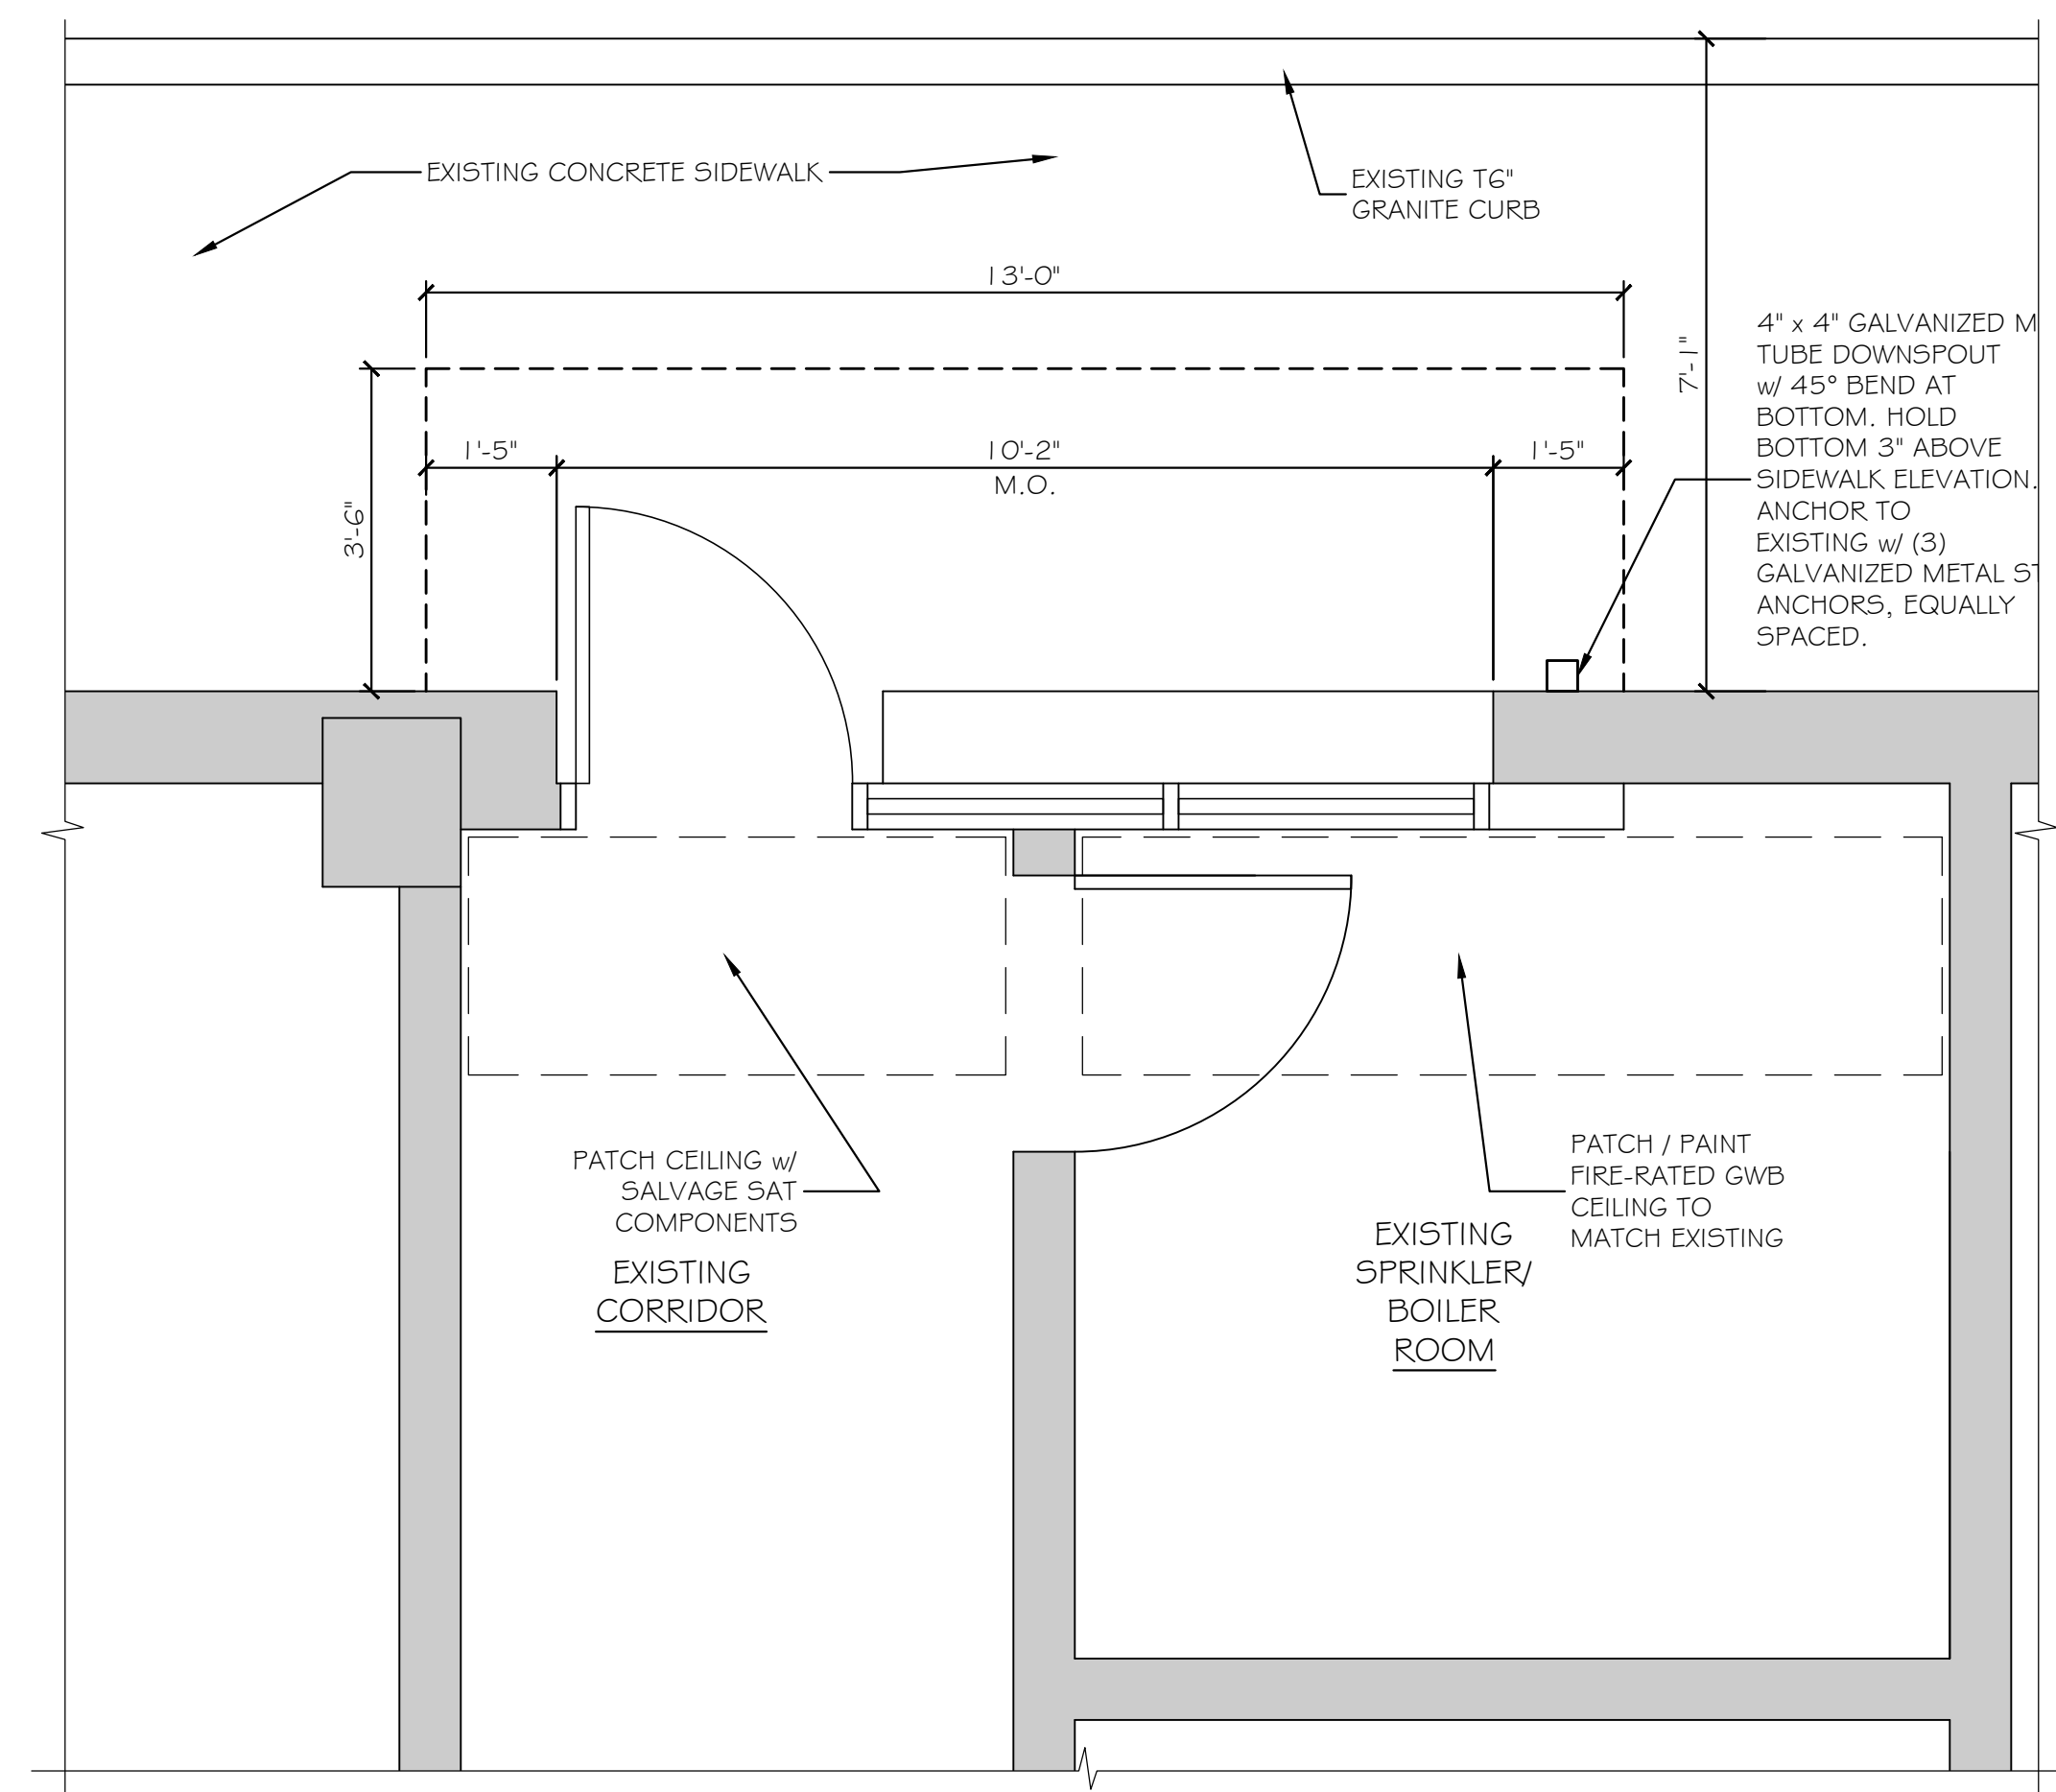 EXISTING CONCRETE SIDEWALK
EXISTING T6"
GRANITE CURB
13'-0"
7'-1"
3'-6"
1'-5"
10'-2"
M.O.
1'-5"
4" x 4" GALVANIZED
TUBE DOWNSPOUT
w/ 45° BEND AT
BOTTOM. HOLD
BOTTOM 3" ABOVE
SIDEWALK ELEVATION.
ANCHOR TO
EXISTING w/ (3)
GALVANIZED METAL
ANCHORS, EQUALLY
SPACED.
PATCH CEILING w/
SALVAGE SAT
COMPONENTS
EXISTING
CORRIDOR
PATCH / PAINT
FIRE-RATED GWB
CEILING TO
MATCH EXISTING
EXISTING
SPRINKLER/
BOILER
ROOM